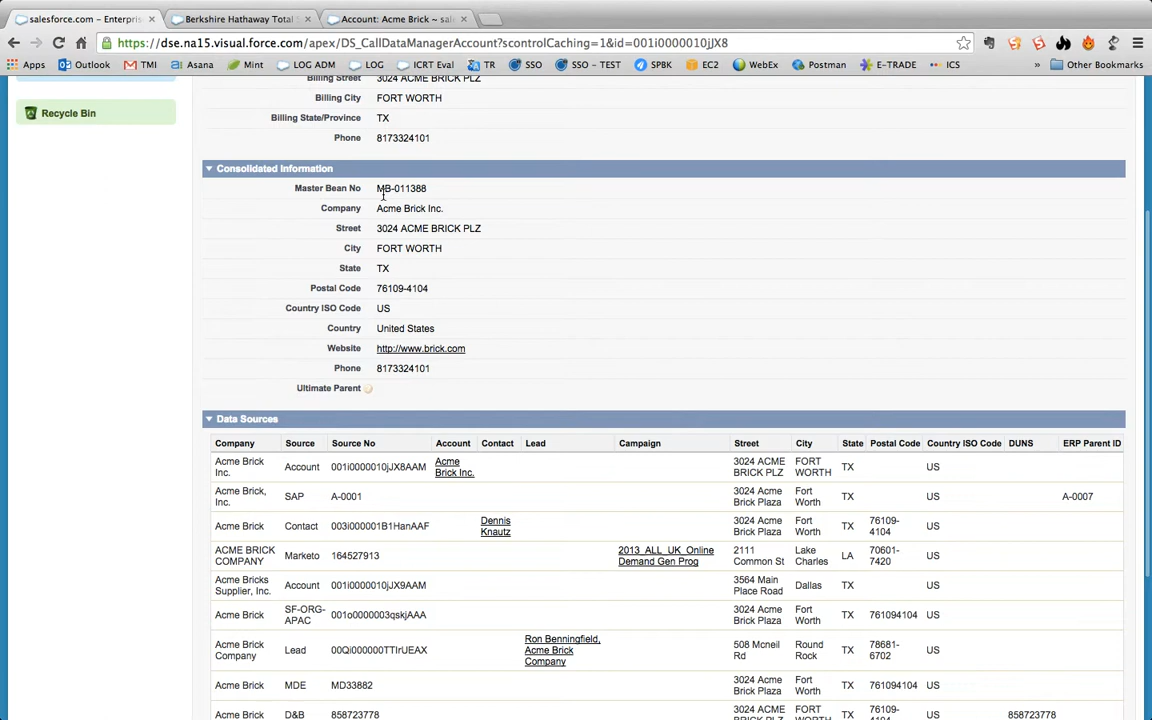 salesforce.com – Enterpris
Berkshire Hathaway Total
Account: Acme Brick ~ sal
https://dse.na15.visual.force.com/apex/DS_CallDataManagerAccount?scontrolCaching=1&id=001i0000010jJX8
Apps Outlook TMI Asana Mint LOG ADM LOG ICRT Eval TR SSO SSO - TEST SPBK EC2 WebEx Postman E-TRADE ICS » Other Bookmarks
Recycle Bin
Billing Street 3024 ACME BRICK PLZ
Billing City FORT WORTH
Billing State/Province TX
Phone 8173324101
Consolidated Information
Master Bean No MB-011388
Company Acme Brick Inc.
Street 3024 ACME BRICK PLZ
City FORT WORTH
State TX
Postal Code 76109-4104
Country ISO Code US
Country United States
Website http://www.brick.com
Phone 8173324101
Ultimate Parent
Data Sources
Company Source Source No Account Contact Lead Campaign Street City State Postal Code Country ISO Code DUNS ERP Parent ID
Acme Brick Acme 3024 ACME FORT
Inc. Account 001i0000010jJX8AAM Brick Inc. BRICK PLZ WORTH TX US
Acme Brick, 3024 Acme Fort
Inc. SAP A-0001 Brick Plaza Worth TX US A-0007
Acme Brick Contact 003i000001B1HanAAF Dennis 3024 Acme Fort TX 76109- US
Knautz Brick Plaza Worth 4104
ACME BRICK Marketo 164527913 2013_ALL_UK_Online 2111 Lake LA 70601- US
COMPANY Demand Gen Prog Common St Charles 7420
Acme Bricks Account 001i0000010jJX9AAM 3564 Main Dallas TX US
Supplier, Inc. Place Road
Acme Brick SF-ORG- 001o0000003qskjAAA 3024 Acme Fort TX 761094104 US
APAC Brick Plaza Worth
Ron Benningfield,
Acme Brick Lead 00Qi000000TTIrUEAX Acme Brick 508 Mcneil Round TX 78681- US
Company Company Rd Rock 6702
Acme Brick MDE MD33882 3024 Acme Fort TX 761094104 US
Brick Plaza Worth
Acme Brick D&B 858723778 3024 ACME FORT TX 76109- US 858723778